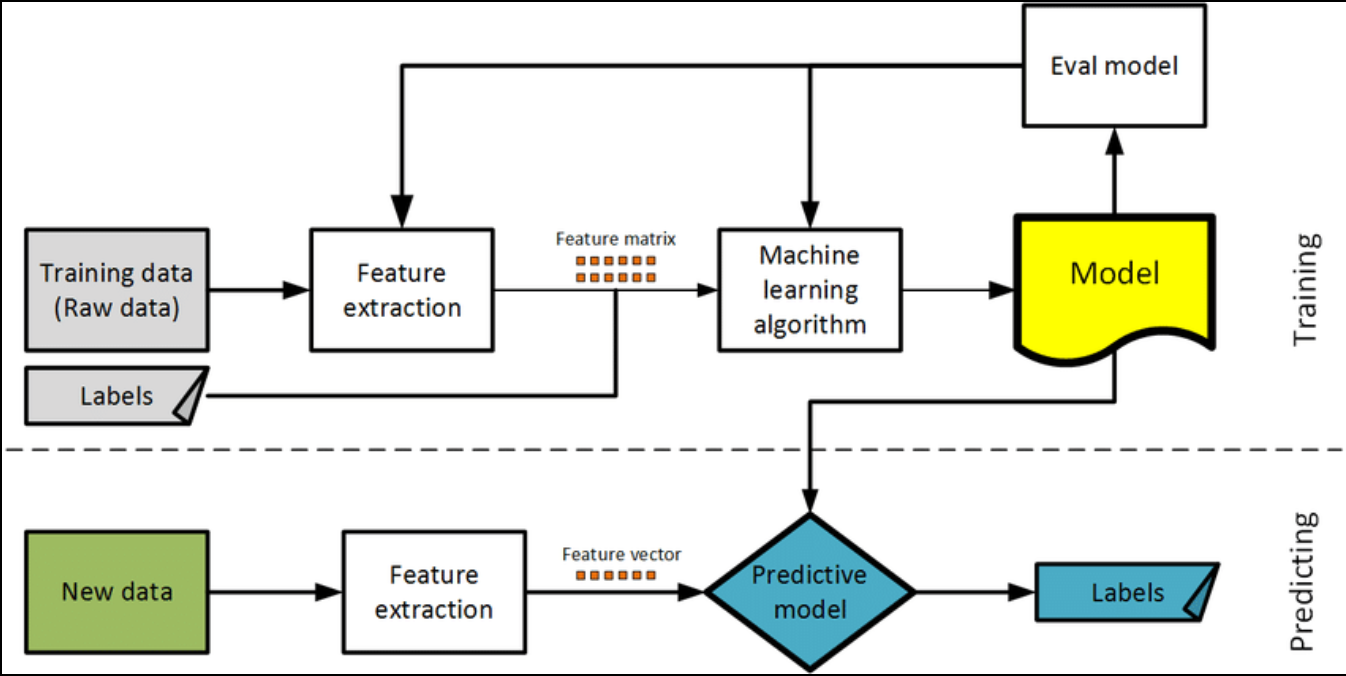 Eval model
Feature matrix
Training data
(Raw data)
Feature
extraction
Machine
learning
algorithm
Model
Training
Labels
New data
Feature
extraction
Feature vector
Predictive
model
Labels
Predicting